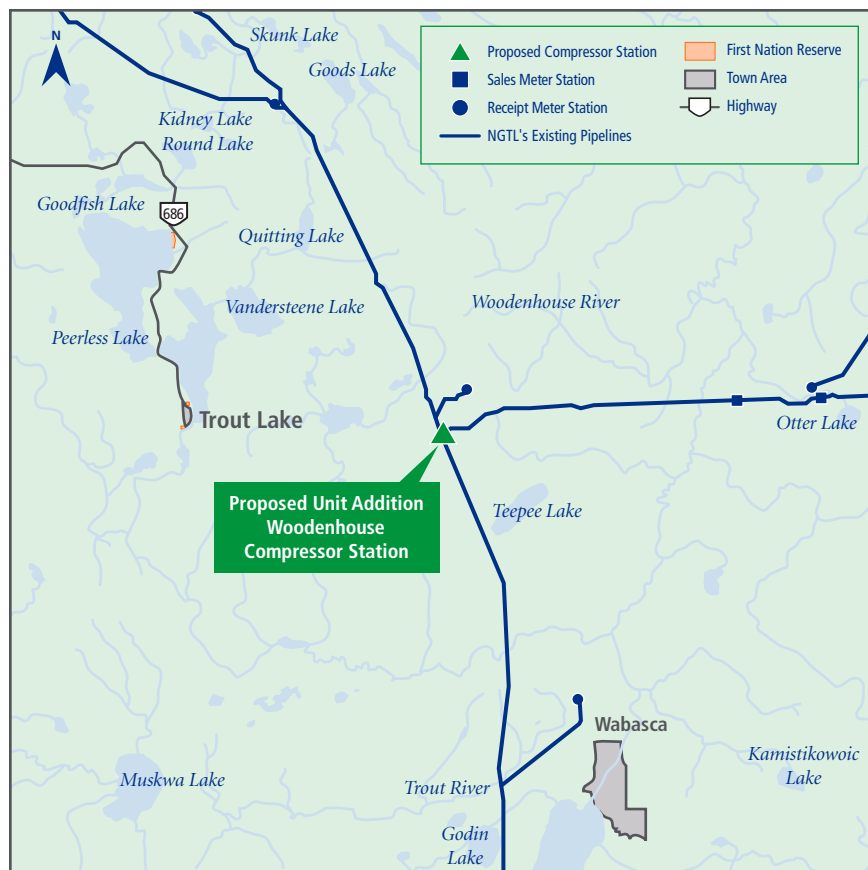 N
Skunk Lake
Goods Lake
Kidney Lake
Round Lake
Proposed Compressor Station
Sales Meter Station
Receipt Meter Station
NGTL's Existing Pipelines
First Nation Reserve
Town Area
Highway
Goodfish Lake
686
Quitting Lake
Vandersteene Lake
Woodenhouse River
Peerless Lake
Trout Lake
Otter Lake
Proposed Unit Addition
Woodenhouse
Compressor Station
Teepee Lake
Wabasca
Muskwa Lake
Trout River
Kamistikowoic
Lake
Godin
Lake